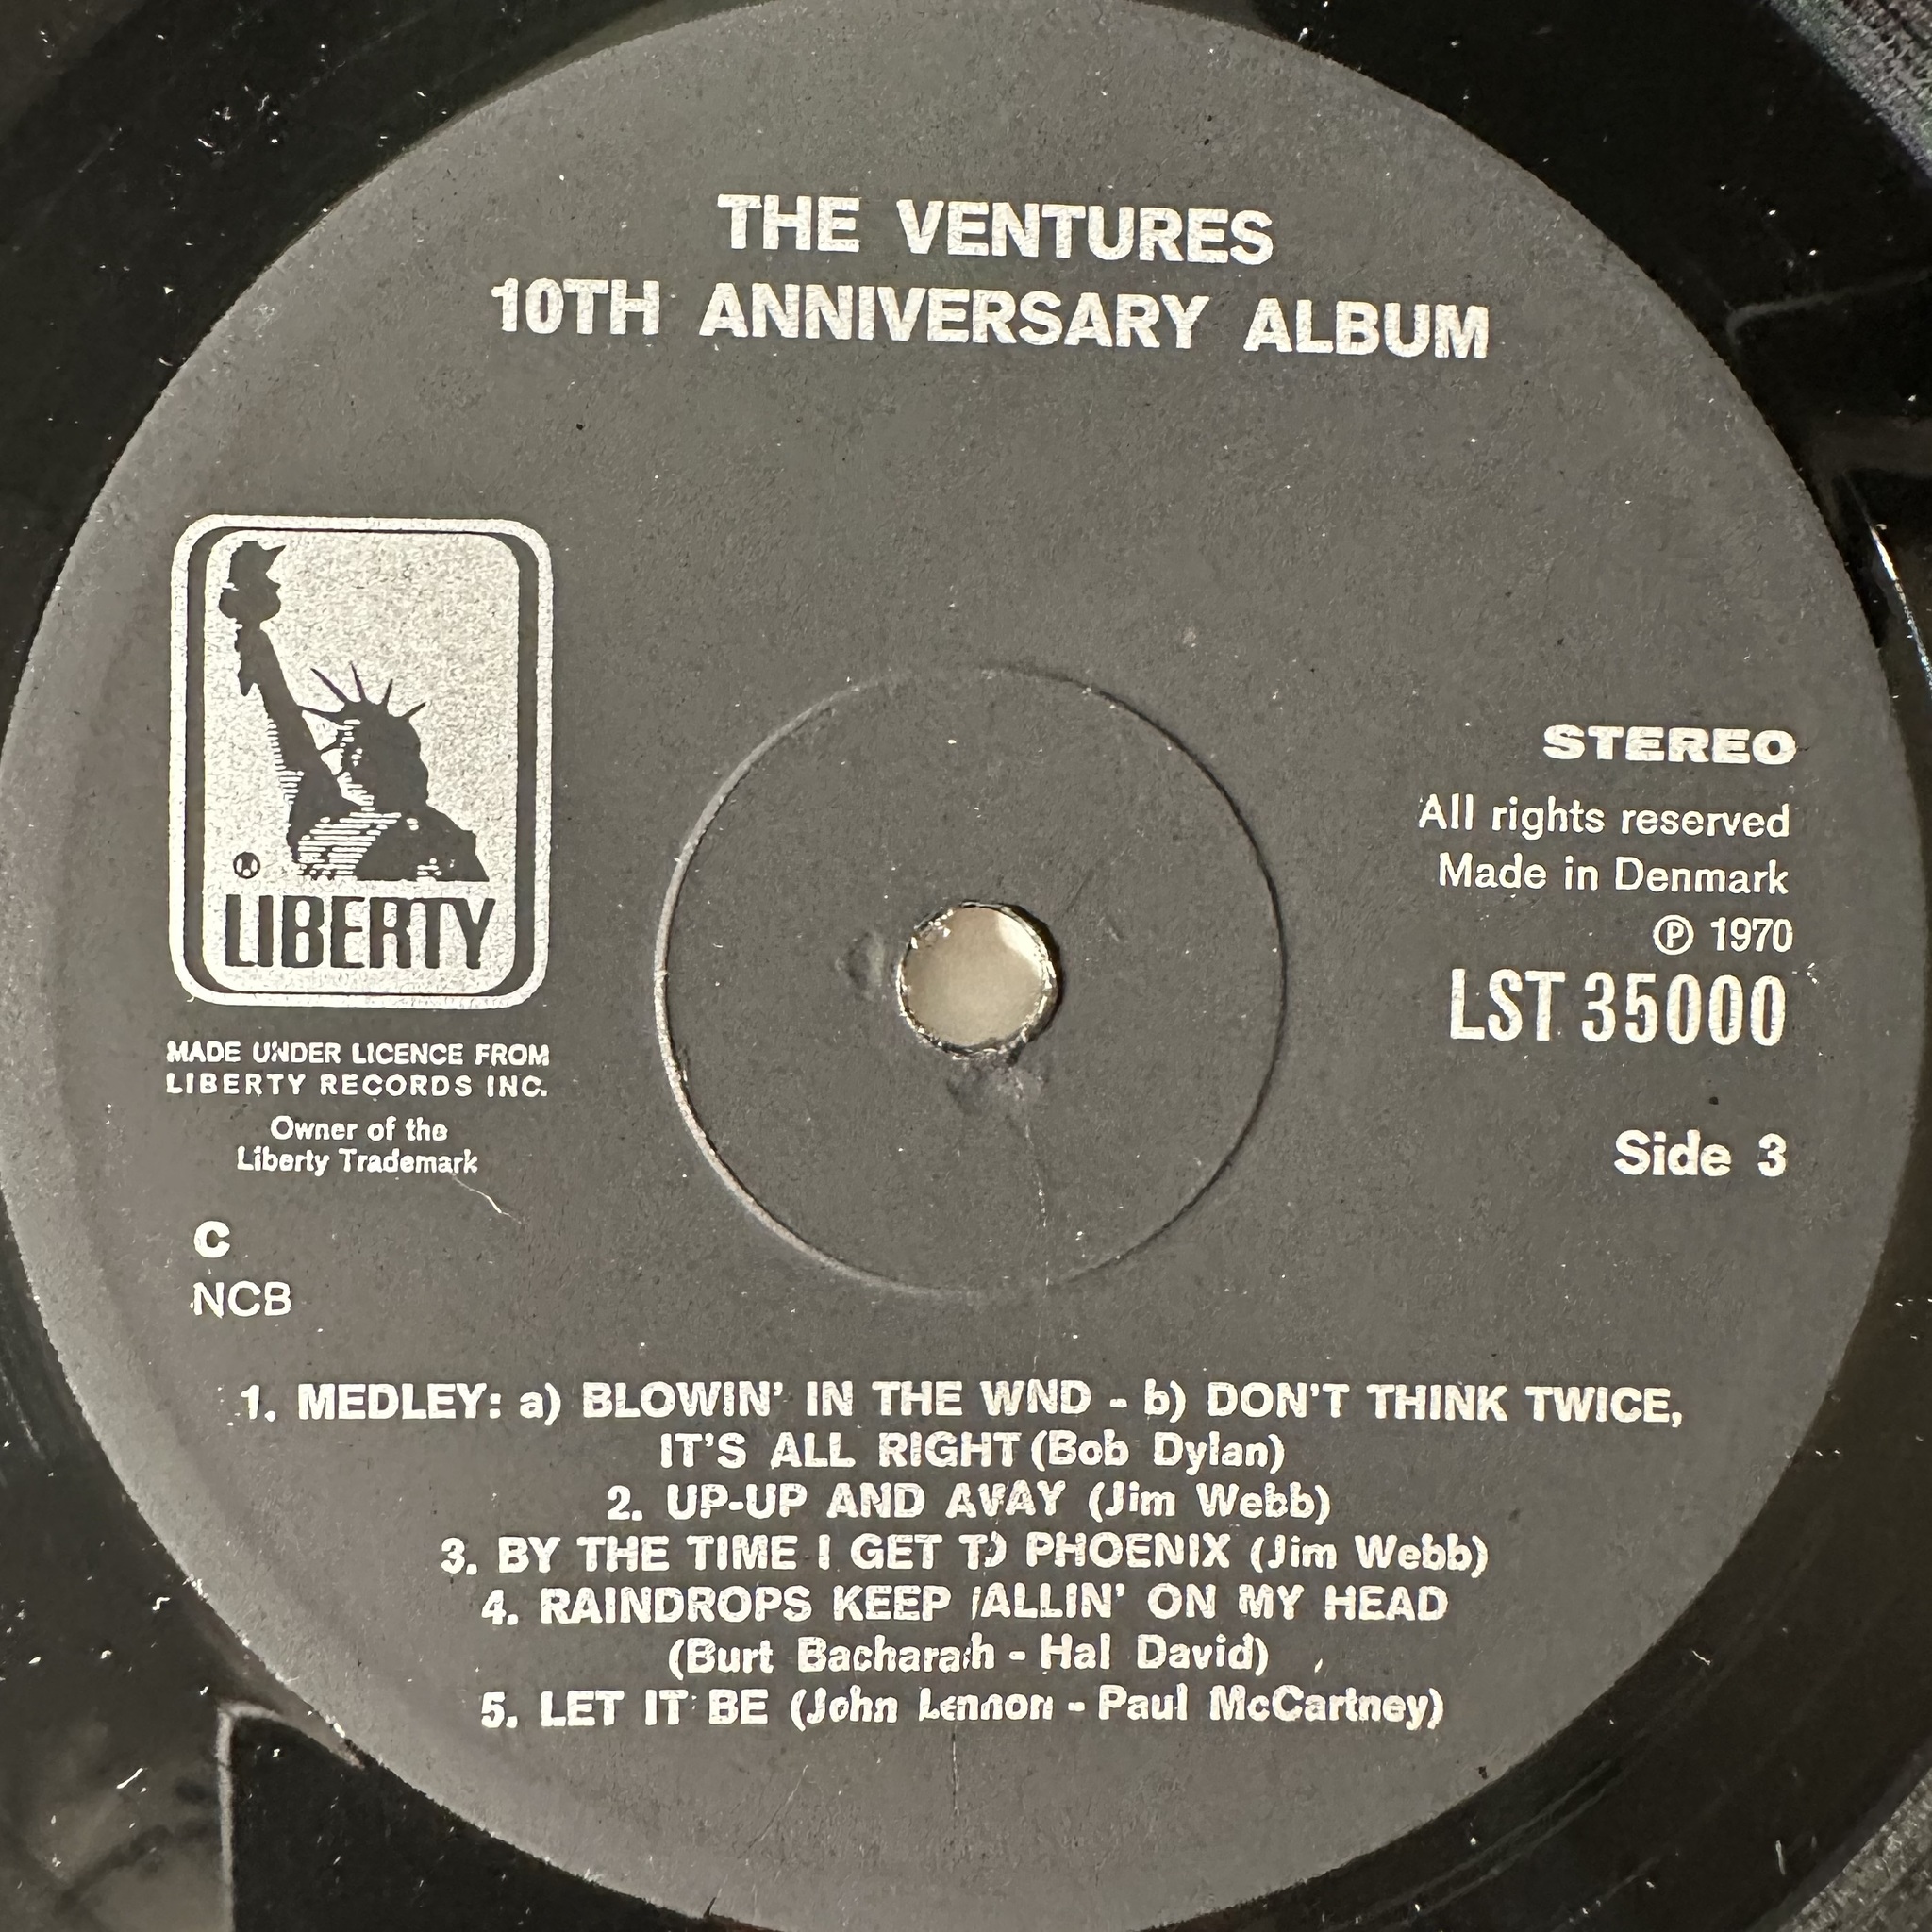 THE VENTURES
10TH ANNIVERSARY ALBUM
LIBERTY
MADE UNDER LICENCE FROM
LIBERTY RECORDS INC.
Owner of the
Liberty Trademark
C
NCB
STEREO
All rights reserved
Made in Denmark
℗ 1970
LST 35000
Side 3
1. MEDLEY: a) BLOWIN' IN THE WND - b) DON'T THINK TWICE,
IT'S ALL RIGHT (Bob Dylan)
2. UP-UP AND AWAY (Jim Webb)
3. BY THE TIME I GET TO PHOENIX (Jim Webb)
4. RAINDROPS KEEP FALLIN' ON MY HEAD
(Burt Bacharach - Hal David)
5. LET IT BE (John Lennon - Paul McCartney)